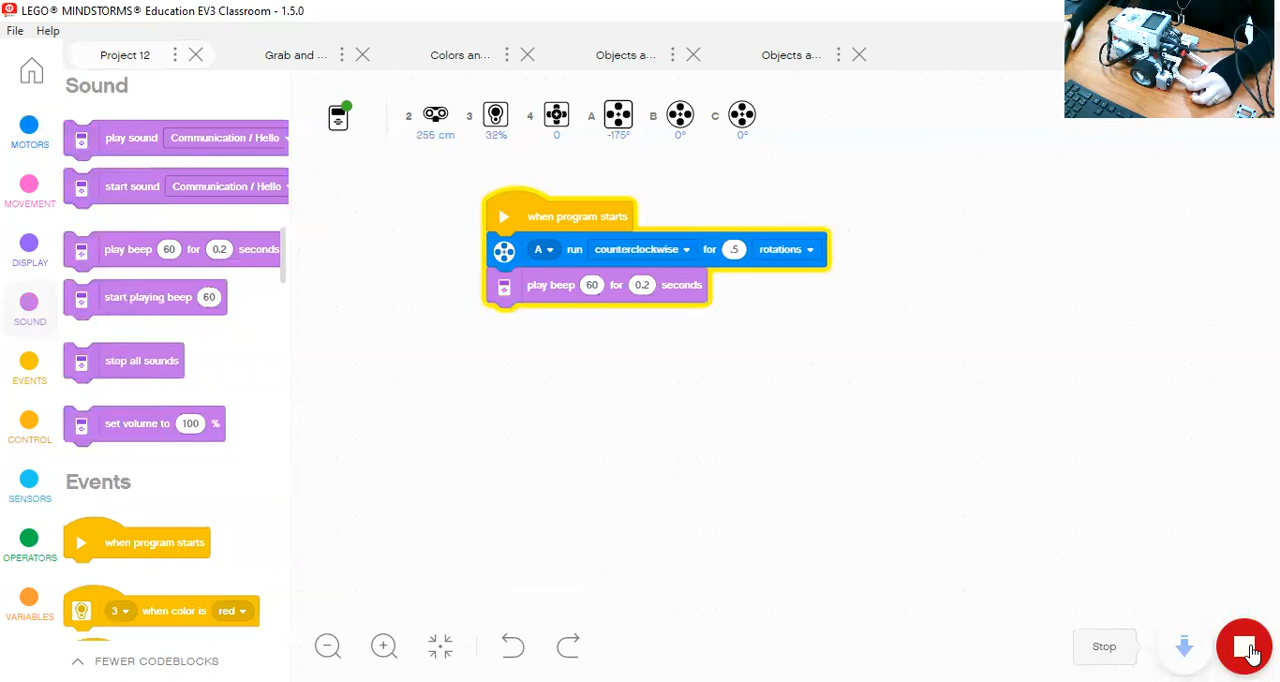 LEGO® MINDSTORMS® Education EV3 Classroom - 1.5.0
File Help
Project 12 Grab and ... Colors an... Objects a... Objects a...
Sound
MOTORS
MOVEMENT
DISPLAY
SOUND
EVENTS
CONTROL
SENSORS
OPERATORS
VARIABLES
play sound Communication / Hello
start sound Communication / Hello
play beep 60 for 0.2 seconds
start playing beep 60
stop all sounds
set volume to 100 %
Events
when program starts
3 when color is red
FEWER CODEBLOCKS
2 3 4 A B C
255 cm 32% 0 -175° 0° 0°
when program starts
A run counterclockwise for .5 rotations
play beep 60 for 0.2 seconds
Stop